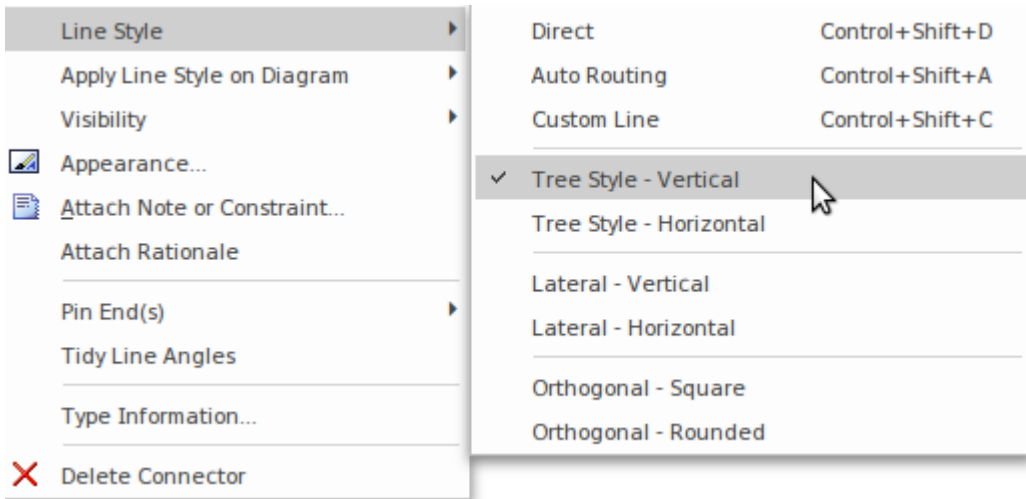 Line Style
Apply Line Style on Diagram
Visibility
Appearance...
Attach Note or Constraint...
Attach Rationale
Pin End(s)
Tidy Line Angles
Type Information...
Delete Connector
Direct Control+Shift+D
Auto Routing Control+Shift+A
Custom Line Control+Shift+C
Tree Style - Vertical
Tree Style - Horizontal
Lateral - Vertical
Lateral - Horizontal
Orthogonal - Square
Orthogonal - Rounded